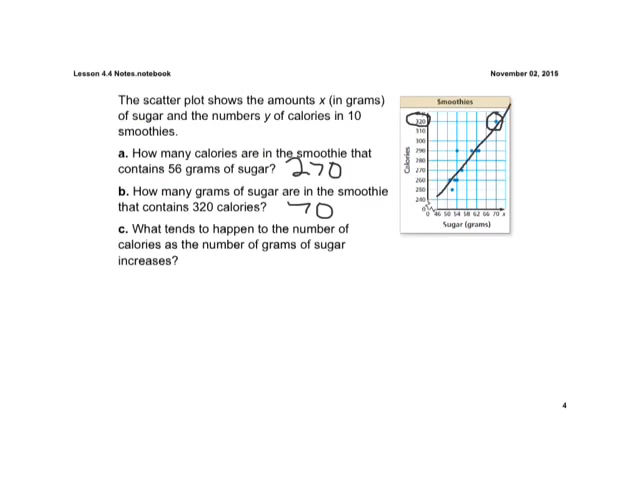 Lesson 4.4 Notes.notebook
November 02, 2015
The scatter plot shows the amounts x (in grams)
of sugar and the numbers y of calories in 10
smoothies.
a. How many calories are in the smoothie that
contains 56 grams of sugar? 270
b. How many grams of sugar are in the smoothie
that contains 320 calories? 70
c. What tends to happen to the number of
calories as the number of grams of sugar
increases?
Smoothies
Calories
320
310
300
290
280
270
260
250
240
0
0 46 50 54 58 62 66 70 x
Sugar (grams)
4